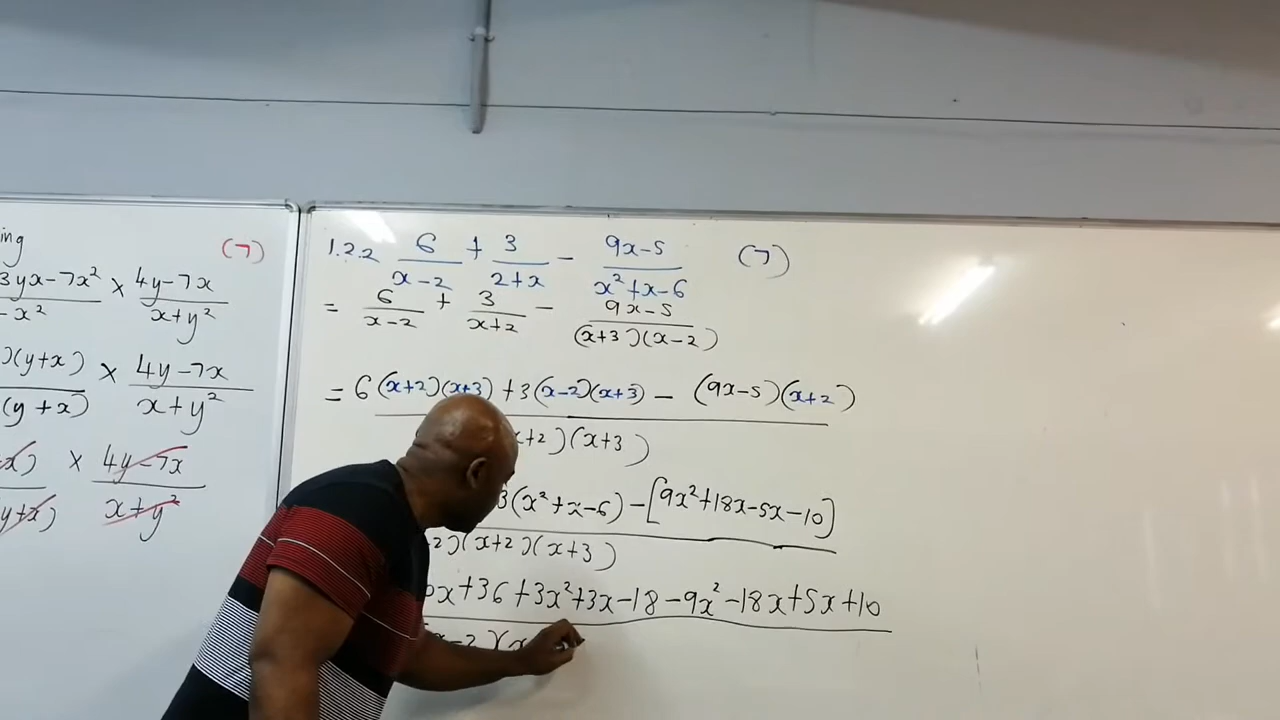 ing
(7)
3yx-7x² × 4y-7x
-x² x+y²
)(y+x) × 4y-7x
(y+x) x+y²
x) × 4y-7x
y+x) x+y²
1.2.2 6 + 3 - 9x-5 (7)
x-2 2+x x²+x-6
= 6 + 3 - 9x-5
x-2 x+2 (x+3)(x-2)
= 6(x+2)(x+3) + 3(x-2)(x+3) - (9x-5)(x+2)
x+2)(x+3)
3(x²+x-6) - [9x²+18x-5x-10]
2)(x+2)(x+3)
0x+36+3x²+3x-18-9x²-18x+5x+10
x-2)(x